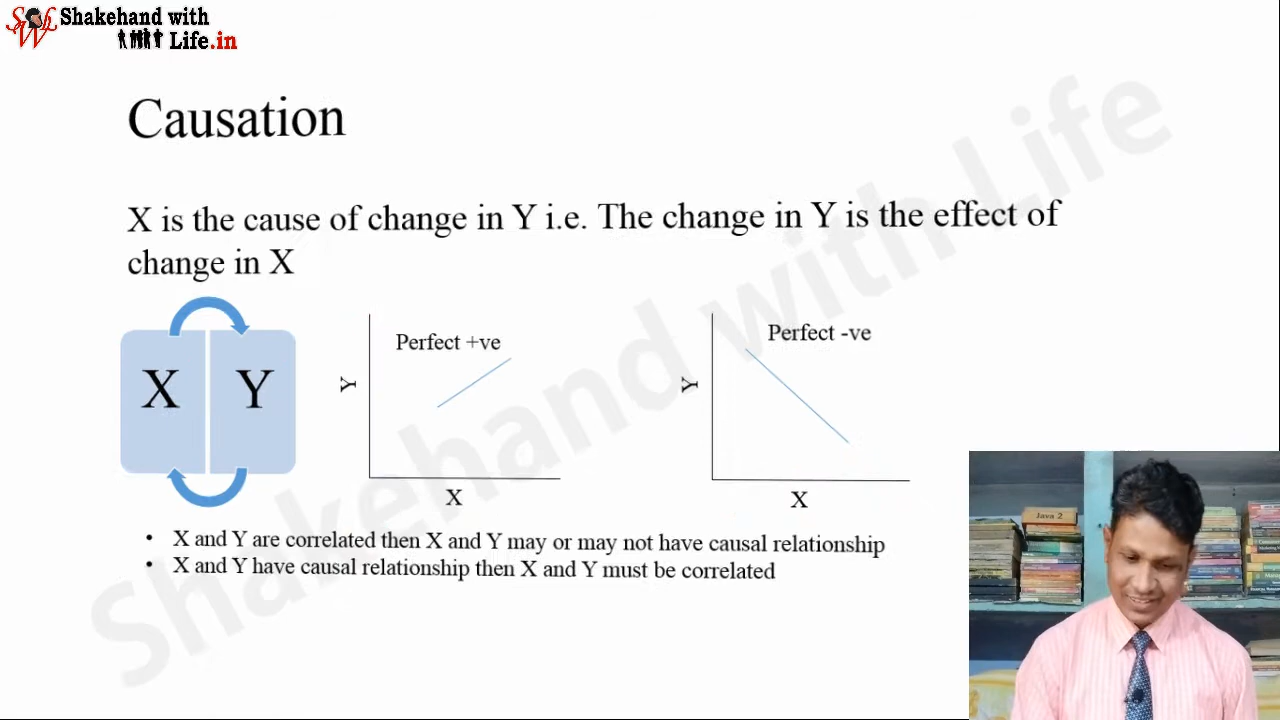 Shakehand with
Life.in
Causation
X is the cause of change in Y i.e. The change in Y is the effect of
change in X
X Y
Perfect +ve
Y
X
Perfect -ve
Y
X
• X and Y are correlated then X and Y may or may not have causal relationship
• X and Y have causal relationship then X and Y must be correlated
Shakehand with Life
Java 2